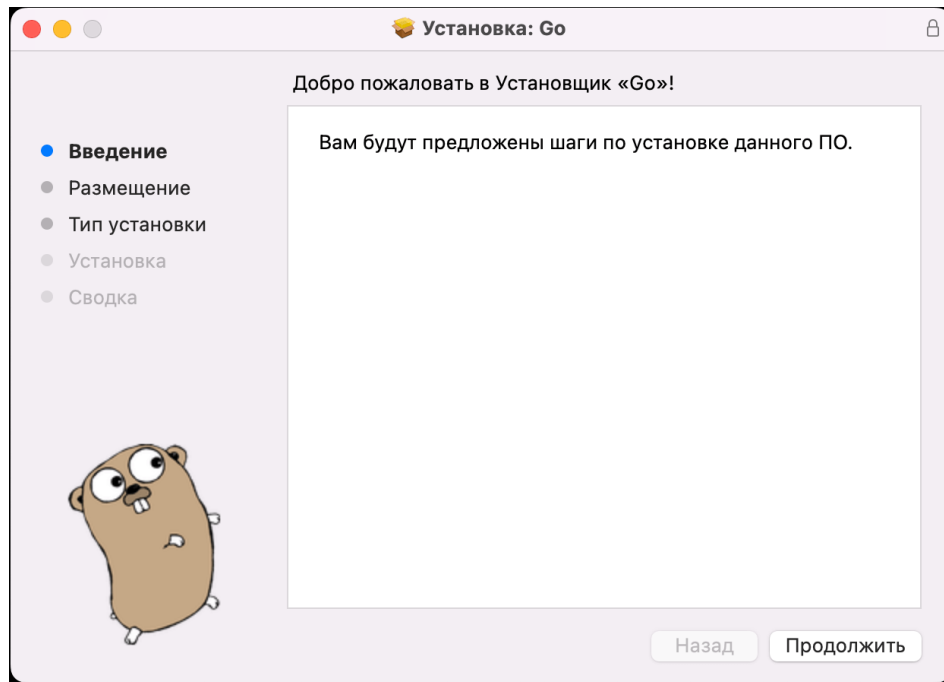 Установка: Go
Добро пожаловать в Установщик «Go»!
Введение
Размещение
Тип установки
Установка
Сводка
Вам будут предложены шаги по установке данного ПО.
Назад
Продолжить